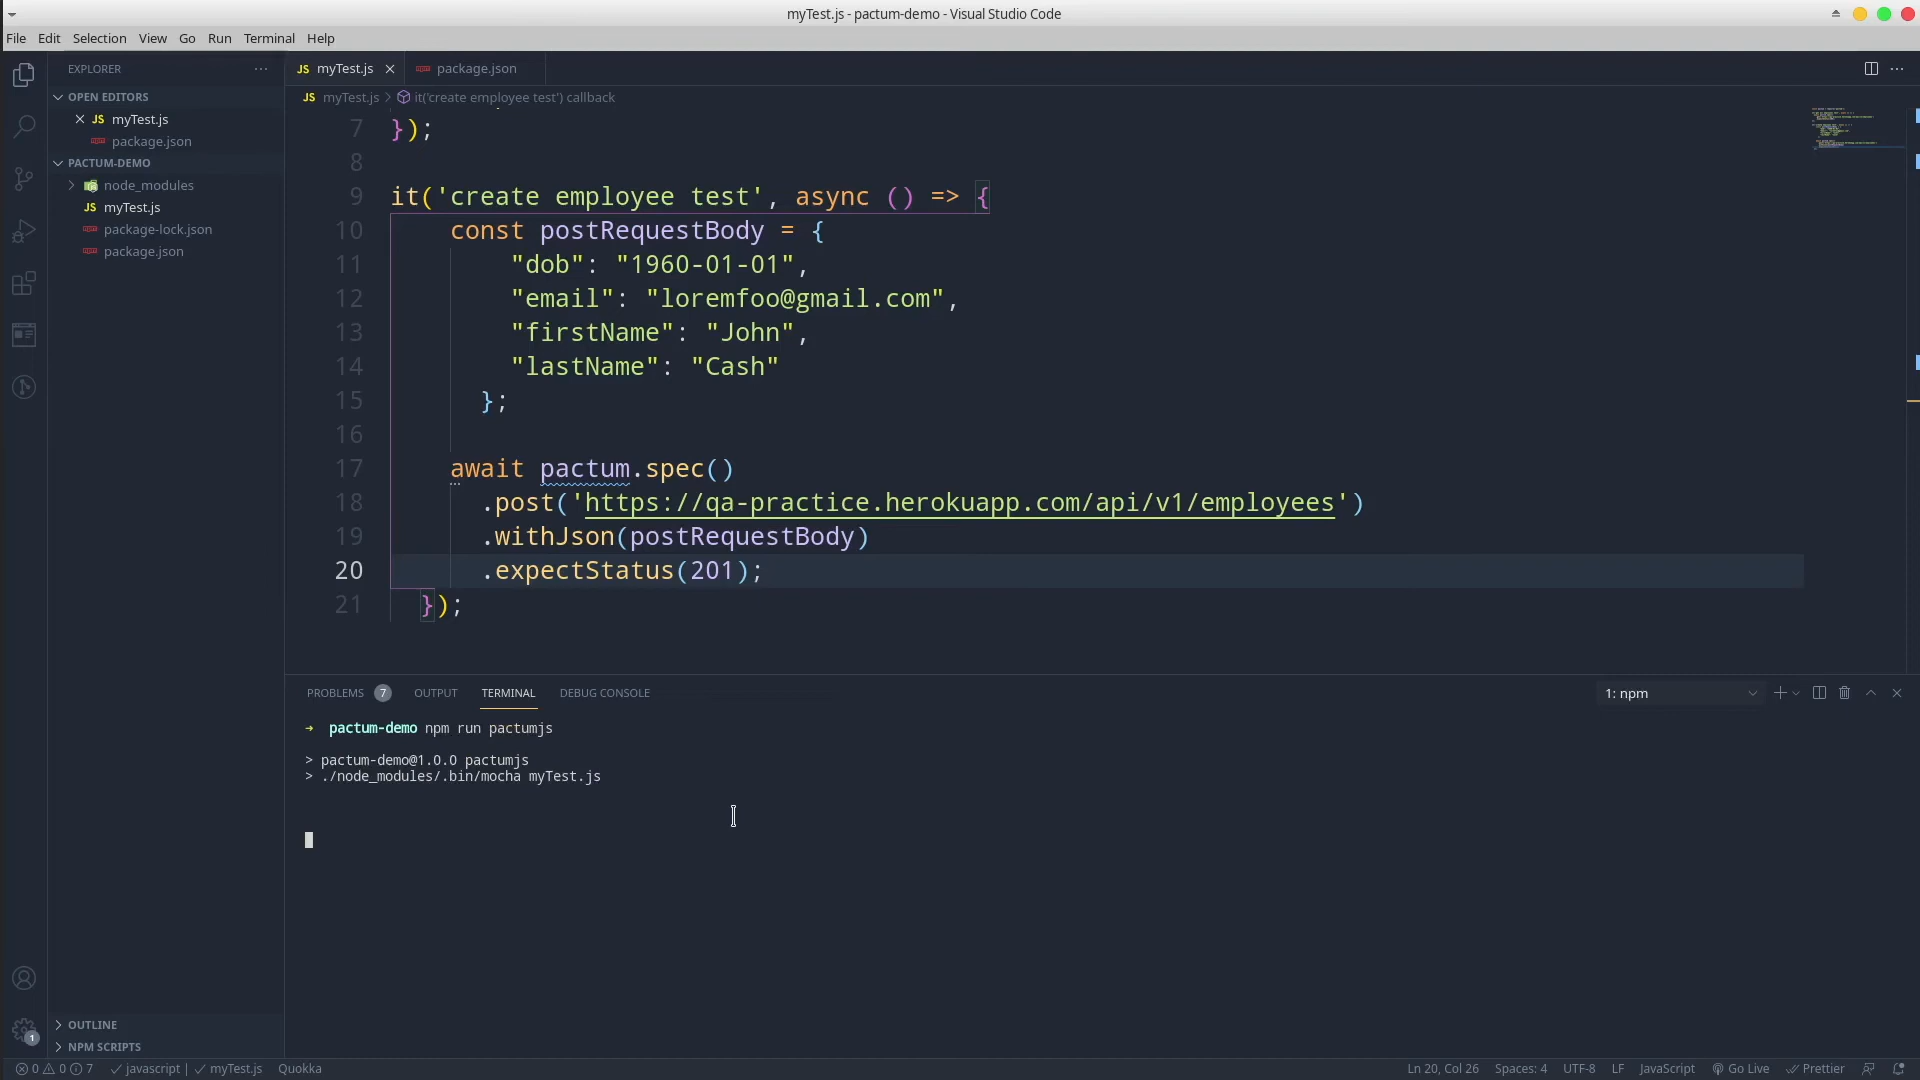 myTest.js - pactum-demo - Visual Studio Code
File Edit Selection View Go Run Terminal Help
EXPLORER
OPEN EDITORS
JS myTest.js
package.json
PACTUM-DEMO
node_modules
JS myTest.js
package-lock.json
package.json
OUTLINE
NPM SCRIPTS
JS myTest.js package.json
JS myTest.js > it('create employee test') callback
7 });
8
9 it('create employee test', async () => {
10 const postRequestBody = {
11 "dob": "1960-01-01",
12 "email": "loremfoo@gmail.com",
13 "firstName": "John",
14 "lastName": "Cash"
15 };
16
17 await pactum.spec()
18 .post('https://qa-practice.herokuapp.com/api/v1/employees')
19 .withJson(postRequestBody)
20 .expectStatus(201);
21 });
PROBLEMS 7 OUTPUT TERMINAL DEBUG CONSOLE 1: npm
→ pactum-demo npm run pactumjs
> pactum-demo@1.0.0 pactumjs
> ./node_modules/.bin/mocha myTest.js
1
0 0 7 javascript | myTest.js Quokka Ln 20, Col 26 Spaces: 4 UTF-8 LF JavaScript Go Live Prettier